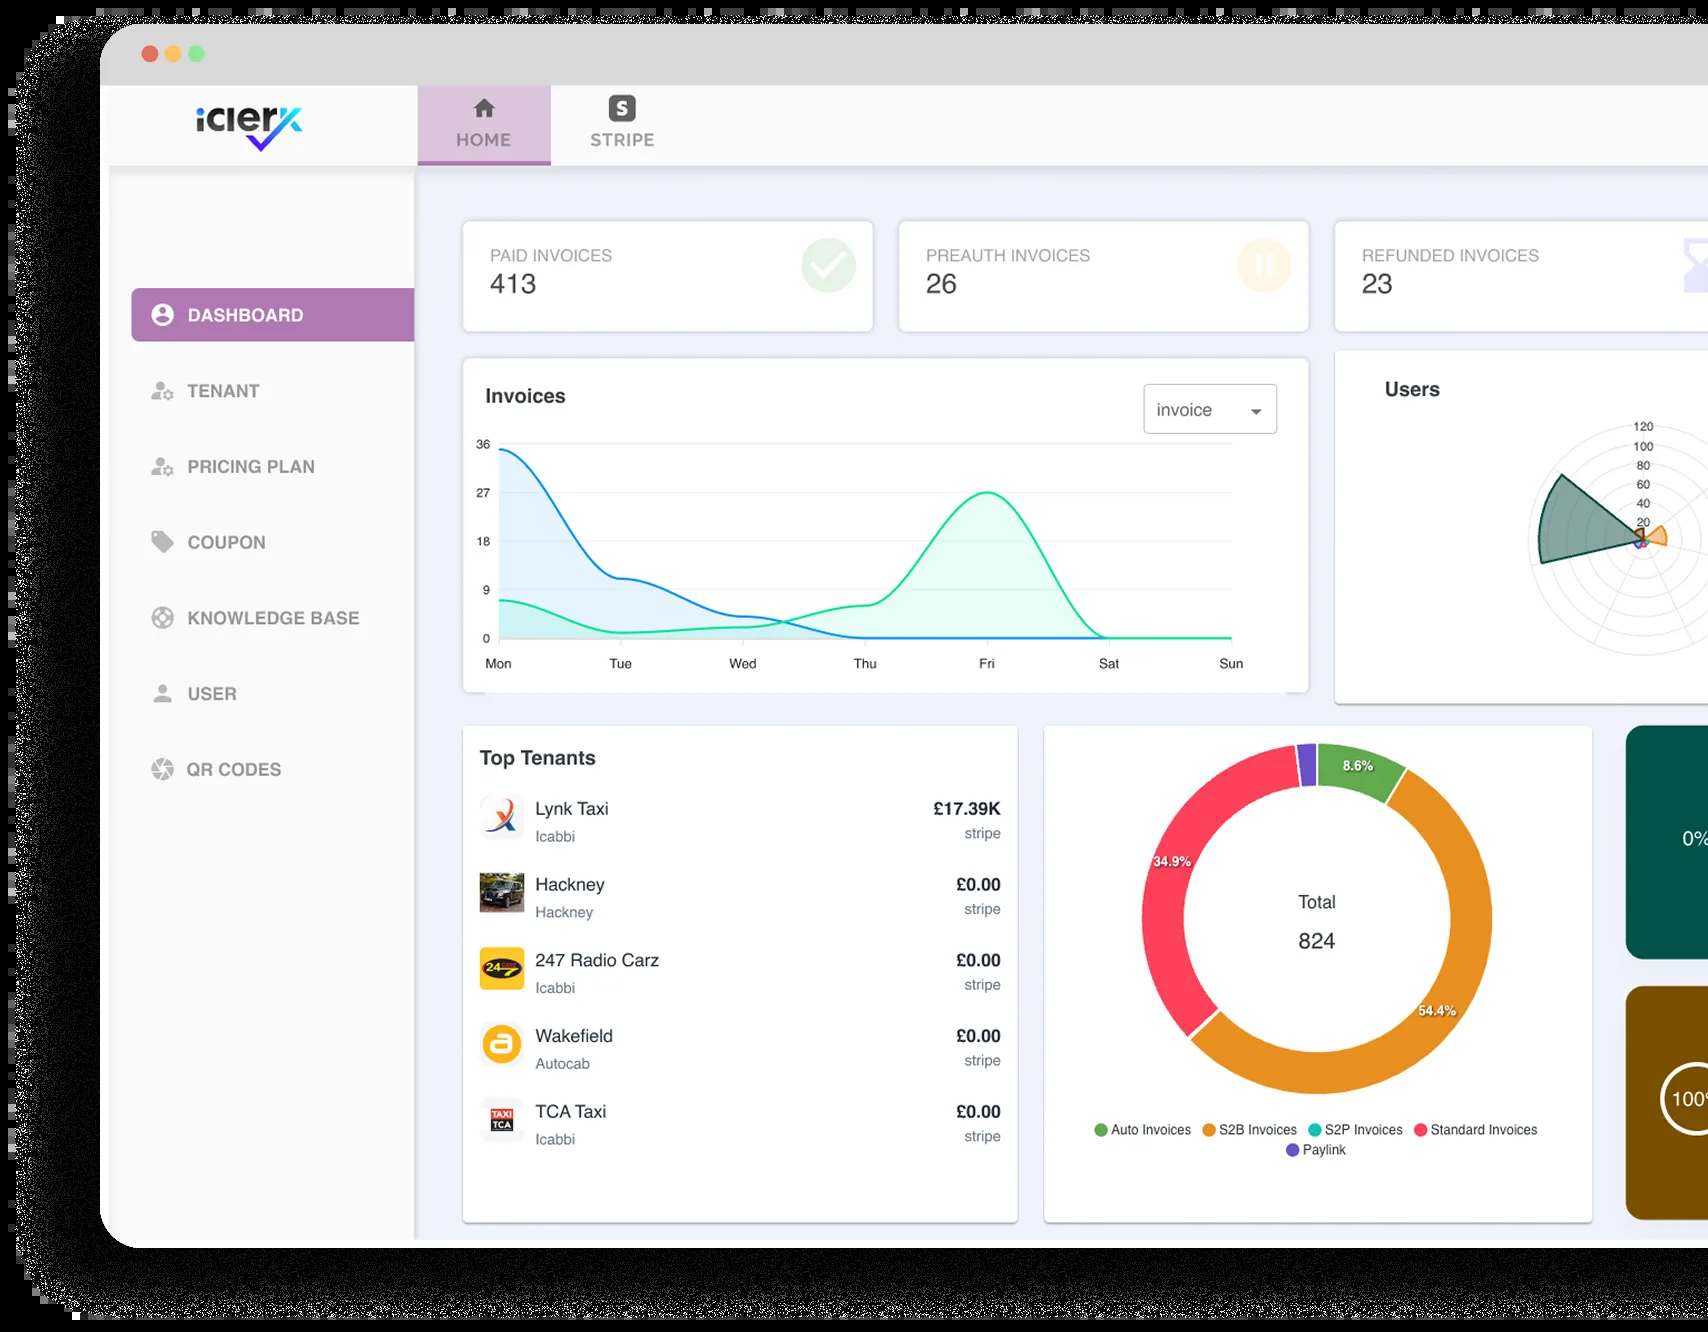 iclerk
HOME
S
STRIPE
PAID INVOICES
413
PREAUTH INVOICES
26
REFUNDED INVOICES
23
DASHBOARD
TENANT
PRICING PLAN
COUPON
KNOWLEDGE BASE
USER
QR CODES
Invoices
invoice
36
27
18
9
0
Mon Tue Wed Thu Fri Sat Sun
Users
120
100
80
60
40
20
Top Tenants
Lynk Taxi £17.39K
Icabbi stripe
Hackney £0.00
Hackney stripe
247 Radio Carz £0.00
Icabbi stripe
Wakefield £0.00
Autocab stripe
TAXI
TCA
TCA Taxi £0.00
Icabbi stripe
8.6%
34.9%
54.4%
Total
824
Auto Invoices S2B Invoices S2P Invoices Standard Invoices
Paylink
0%
100%